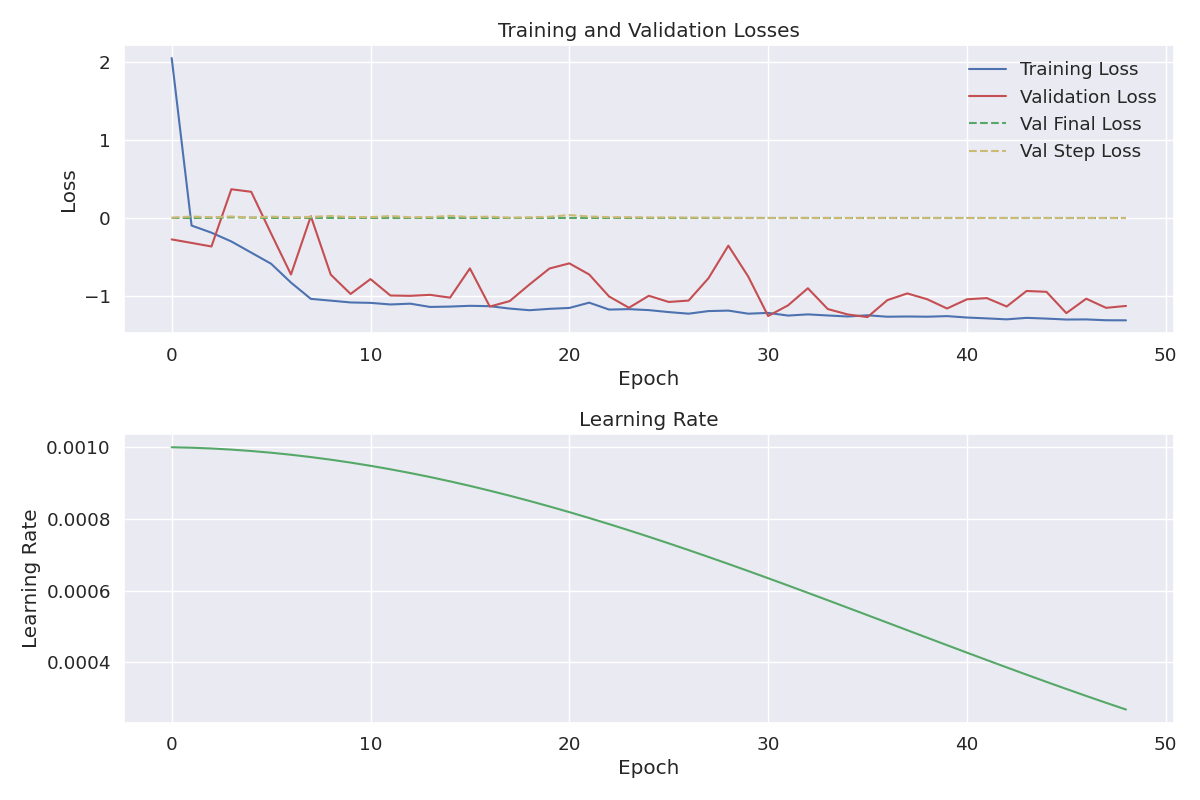 Training and Validation Losses
2
1
0
−1
Loss
Training Loss
Validation Loss
Val Final Loss
Val Step Loss
0 10 20 30 40 50
Epoch
Learning Rate
0.0010
0.0008
0.0006
0.0004
Learning Rate
0 10 20 30 40 50
Epoch